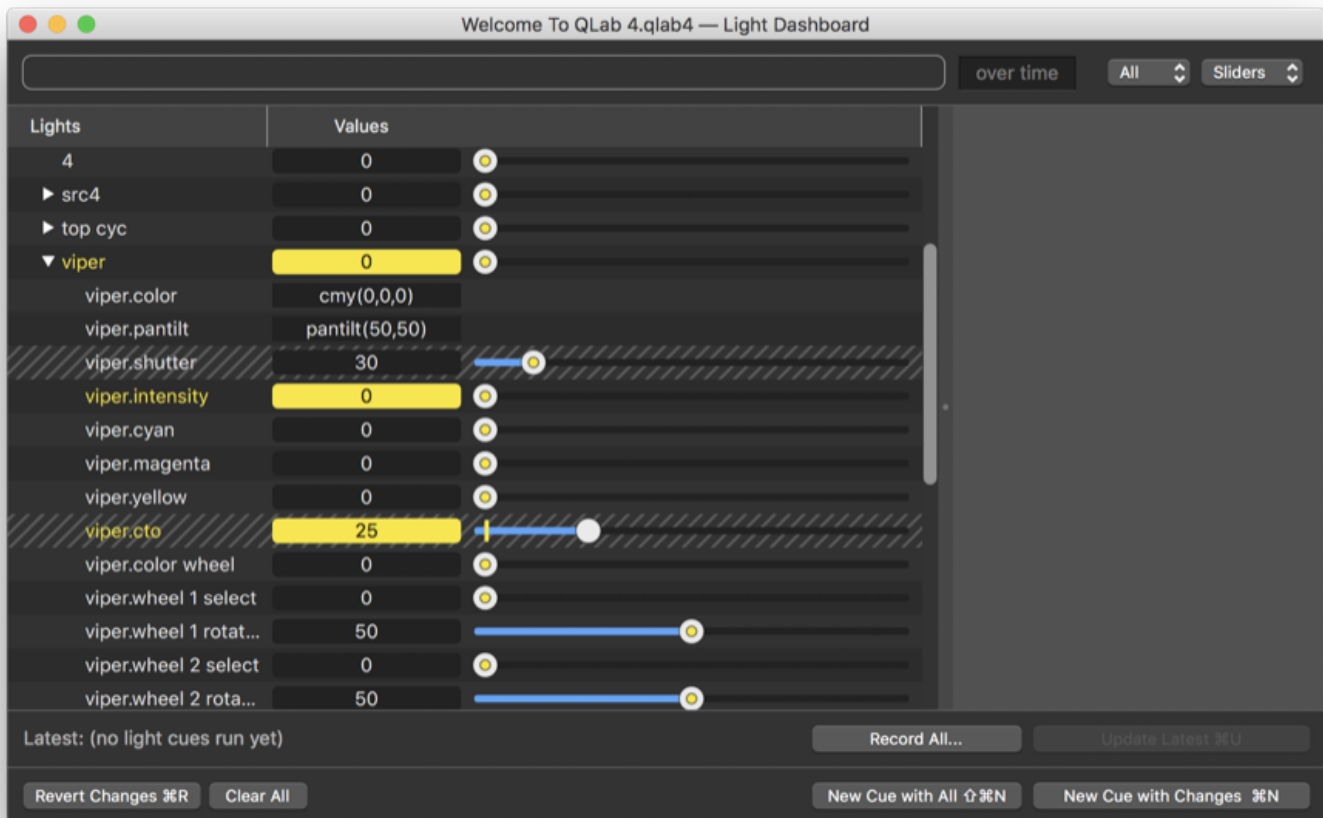 Welcome To QLab 4.qlab4 — Light Dashboard
over time All Sliders
Lights Values
4 0
src4 0
top cyc 0
viper 0
viper.color cmy(0,0,0)
viper.pantilt pantilt(50,50)
viper.shutter 30
viper.intensity 0
viper.cyan 0
viper.magenta 0
viper.yellow 0
viper.cto 25
viper.color wheel 0
viper.wheel 1 select 0
viper.wheel 1 rotat... 50
viper.wheel 2 select 0
viper.wheel 2 rota... 50
Latest: (no light cues run yet) Record All... Update Latest ⌘U
Revert Changes ⌘R Clear All New Cue with All ⇧⌘N New Cue with Changes ⌘N